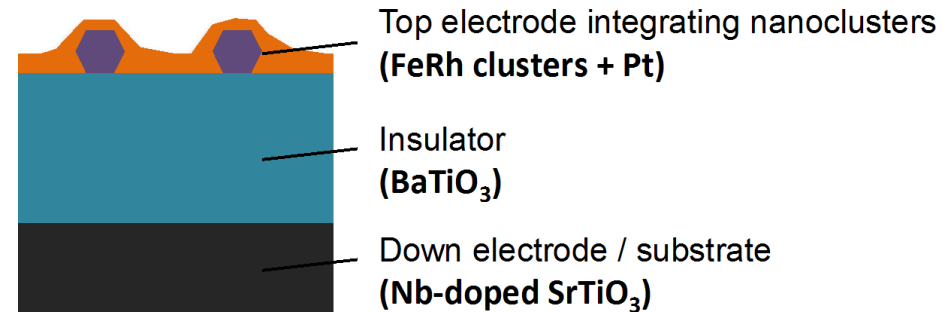 Top electrode integrating nanoclusters
(FeRh clusters + Pt)
Insulator
(BaTiO₃)
Down electrode / substrate
(Nb-doped SrTiO₃)